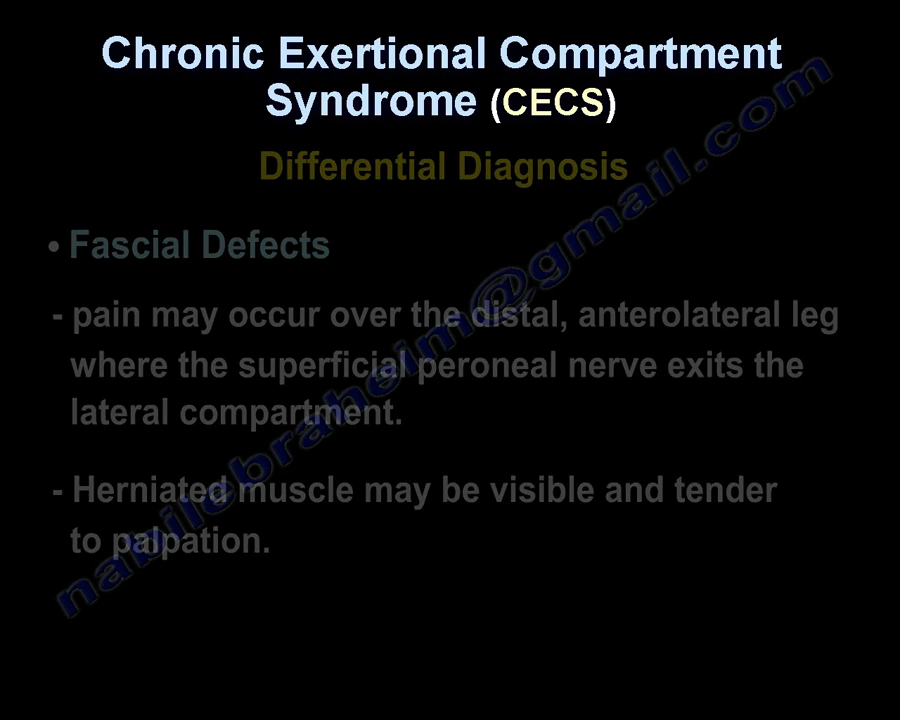 Chronic Exertional Compartment
Syndrome (CECS)
Differential Diagnosis
• Fascial Defects
- pain may occur over the distal, anterolateral leg
where the superficial peroneal nerve exits the
lateral compartment.
- Herniated muscle may be visible and tender
to palpation.
nabilebraheim@gmail.com